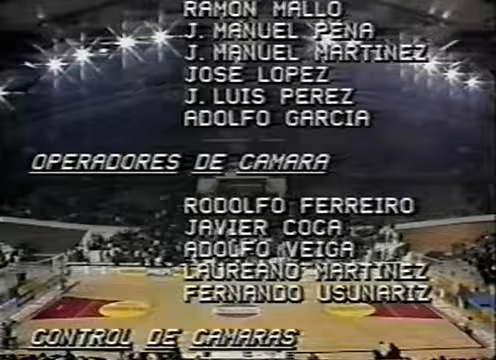 RAMON MALLO
J. MANUEL PENA
J. MANUEL MARTINEZ
JOSE LOPEZ
J. LUIS PEREZ
ADOLFO GARCIA
OPERADORES DE CAMARA
RODOLFO FERREIRO
JAVIER COCA
ADOLFO VEIGA
LAUREANO MARTINEZ
FERNANDO USUNARIZ
CONTROL DE CAMARAS